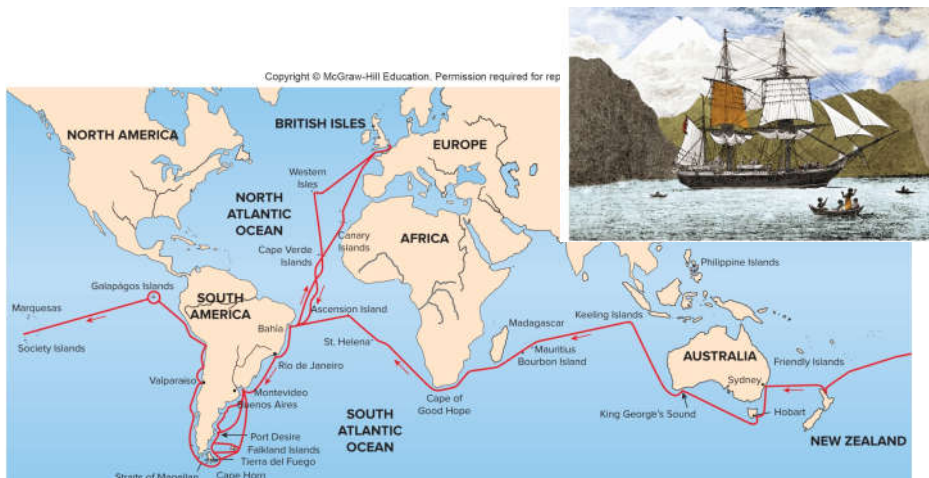 Copyright © McGraw-Hill Education. Permission required for rep
NORTH AMERICA
BRITISH ISLES
EUROPE
Western
Isles
NORTH
ATLANTIC
OCEAN
Canary
Islands
AFRICA
Cape Verde
Islands
Philippine Islands
Galapágos Islands
SOUTH
AMERICA
Marquesas
Ascension Island
Keeling Islands
Madagascar
Bahía
St. Helena
Mauritius
Bourbon Island
AUSTRALIA
Friendly Islands
Society Islands
Rio de Janeiro
Valparaiso
Sydney
Montevideo
Buenos Aires
Cape of
Good Hope
King George's Sound
Hobart
SOUTH
ATLANTIC
OCEAN
Port Desire
Falkland Islands
Tierra del Fuego
NEW ZEALAND
Straits of Magellan
Cape Horn